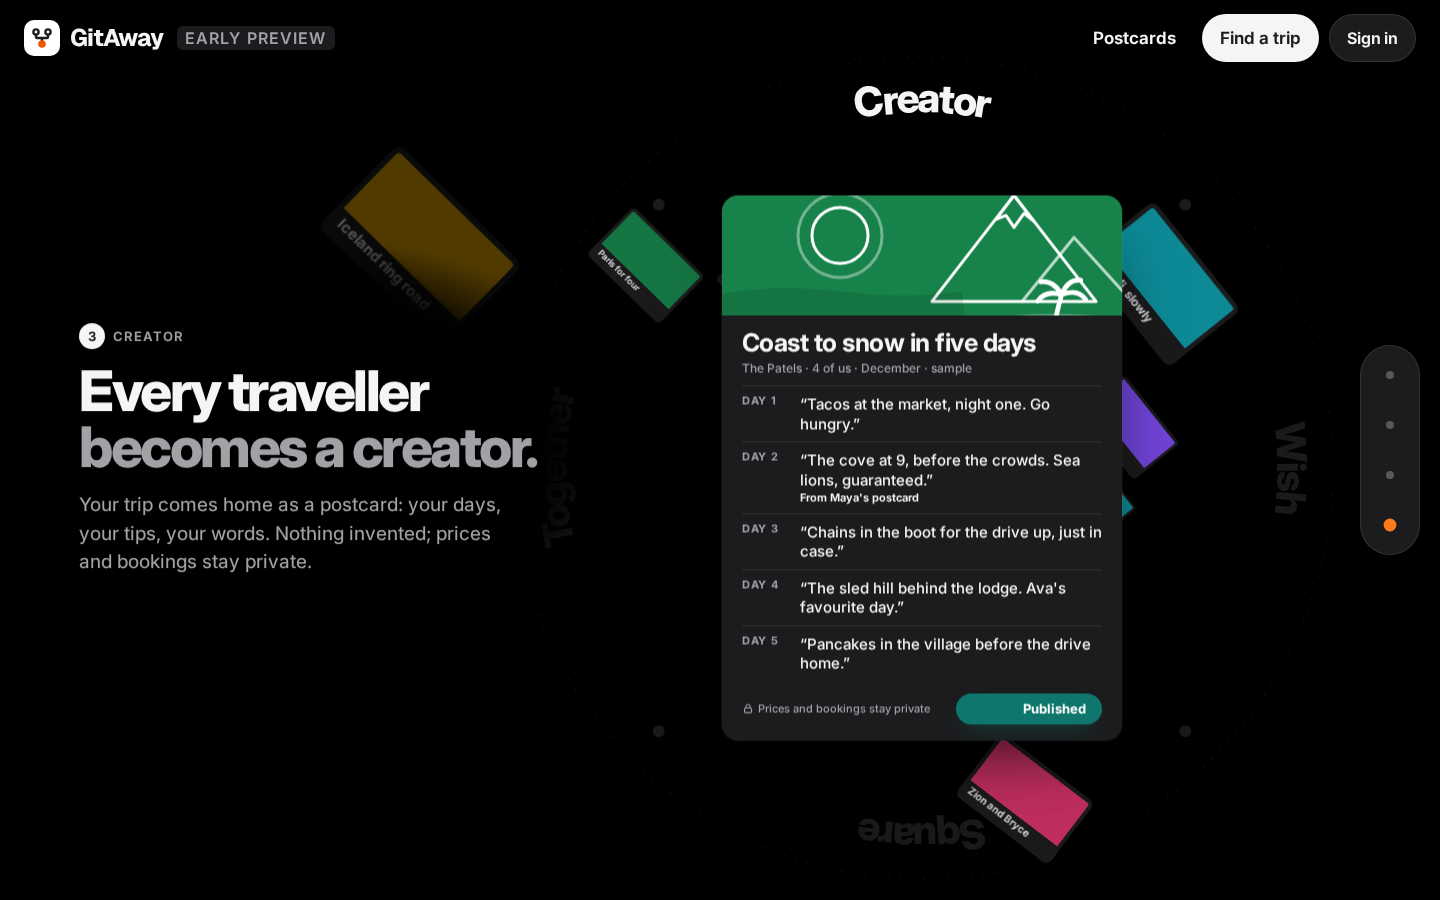 GitAway EARLY PREVIEW
Postcards
Find a trip
Sign in
Creator
Iceland ring road
Paris for four
slowly
3 CREATOR
Every traveller
becomes a creator.
Your trip comes home as a postcard: your days,
your tips, your words. Nothing invented; prices
and bookings stay private.
Together
Coast to snow in five days
The Patels · 4 of us · December · sample
DAY 1
“Tacos at the market, night one. Go
hungry.”
DAY 2
“The cove at 9, before the crowds. Sea
lions, guaranteed.”
From Maya's postcard
DAY 3
“Chains in the boot for the drive up, just in
case.”
DAY 4
“The sled hill behind the lodge. Ava's
favourite day.”
DAY 5
“Pancakes in the village before the drive
home.”
Prices and bookings stay private
Published
Wish
Zion and Bryce
Square